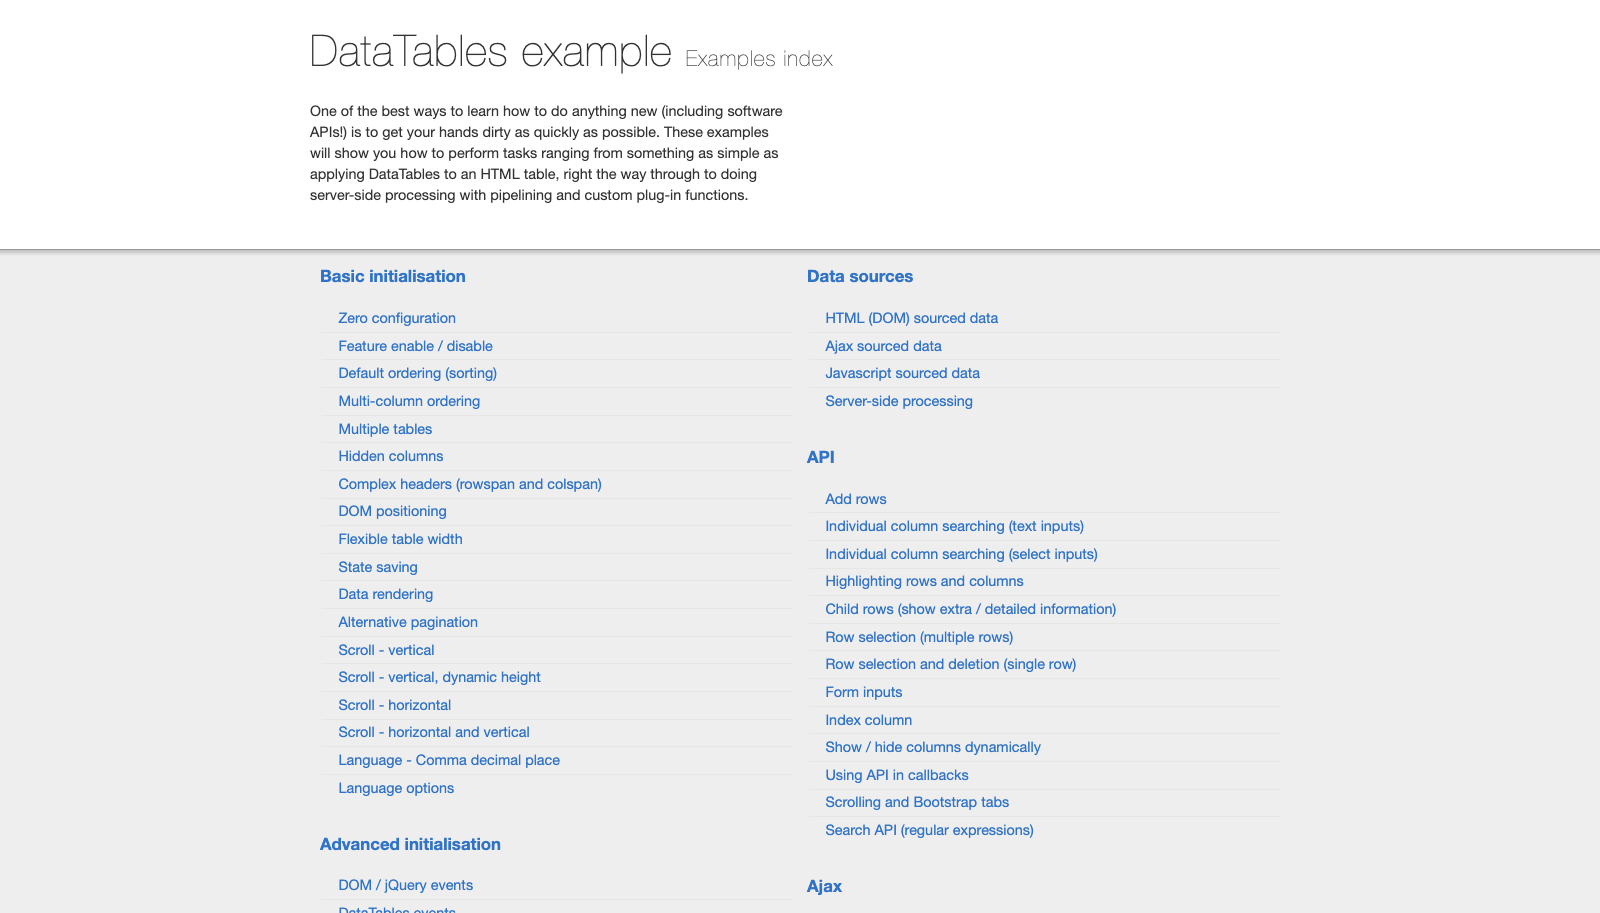 DataTables example Examples index
One of the best ways to learn how to do anything new (including software
APIs!) is to get your hands dirty as quickly as possible. These examples
will show you how to perform tasks ranging from something as simple as
applying DataTables to an HTML table, right the way through to doing
server-side processing with pipelining and custom plug-in functions.
Basic initialisation
Zero configuration
Feature enable / disable
Default ordering (sorting)
Multi-column ordering
Multiple tables
Hidden columns
Complex headers (rowspan and colspan)
DOM positioning
Flexible table width
State saving
Data rendering
Alternative pagination
Scroll - vertical
Scroll - vertical, dynamic height
Scroll - horizontal
Scroll - horizontal and vertical
Language - Comma decimal place
Language options
Advanced initialisation
DOM / jQuery events
DataTables events
Data sources
HTML (DOM) sourced data
Ajax sourced data
Javascript sourced data
Server-side processing
API
Add rows
Individual column searching (text inputs)
Individual column searching (select inputs)
Highlighting rows and columns
Child rows (show extra / detailed information)
Row selection (multiple rows)
Row selection and deletion (single row)
Form inputs
Index column
Show / hide columns dynamically
Using API in callbacks
Scrolling and Bootstrap tabs
Search API (regular expressions)
Ajax